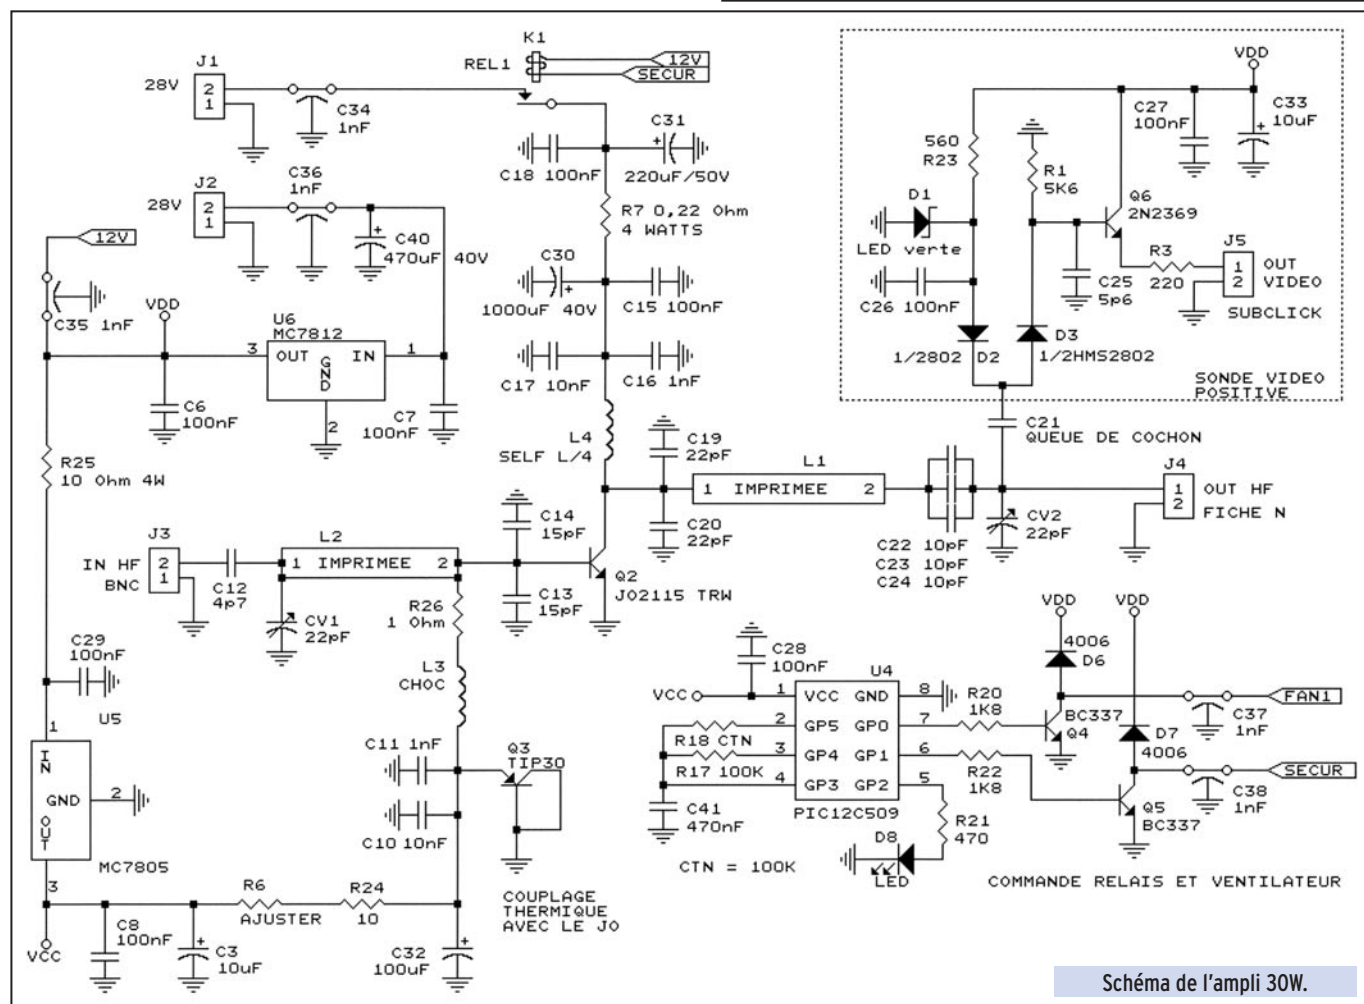 K1
REL1
12V
SECUR
J1
28V
2
1
C34
1nF
C31
220uF/50V
C18 100nF
R7 0,22 Ohm
4 WATTS
J2
28V
2
1
C36
1nF
C40
470uF 40V
12V
C35 1nF
VDD
U6
MC7812
3 OUT IN 1
GND
2
C6
100nF
C7
100nF
C30
1000uF 40V
C15 100nF
C17 10nF
C16 1nF
L4
SELF L/4
VDD
C27
100nF
C33
10uF
560
R23
R1
5K6
Q6
2N2369
D1
LED verte
C26 100nF
C25
5p6
R3
220
J5
1
2
OUT
VIDEO
SUBCLICK
D3
1/2802 D2
1/2HMS2802
SONDE VIDEO
POSITIVE
C21
QUEUE DE COCHON
R25
10 Ohm 4W
C19
22pF
L1
1 IMPRIMEE 2
C20
22pF
C22 10pF
C23 10pF
C24 10pF
CV2
22pF
J4
1
2
OUT HF
FICHE N
J3
IN HF
BNC
2
1
C12
4p7
L2
1 IMPRIMEE 2
C14
15pF
C13
15pF
Q2
J02115 TRW
CV1
22pF
R26
1 Ohm
L3
CHOC
C29
100nF
U5
1
IN
GND 2
OUT
MC7805
3
C11 1nF
Q3
TIP30
C10 10nF
COUPLAGE
THERMIQUE
AVEC LE JO
R6
AJUSTER
R24
10
VCC
C8
100nF
C3
10uF
C32
100uF
C28
100nF
U4
VCC 1 VCC GND 8
2 GP5 GP0 7
3 GP4 GP1 6
4 GP3 GP2 5
PIC12C509
R18 CTN
R17 100K
C41
470nF
CTN = 100K
R20
1K8
R22
1K8
R21
470
D8
LED
VDD
VDD
4006
D6
BC337
Q4
D7
4006
Q5
BC337
FAN1
C37
1nF
SECUR
C38
1nF
COMMANDE RELAIS ET VENTILATEUR
Schéma de l'ampli 30W.